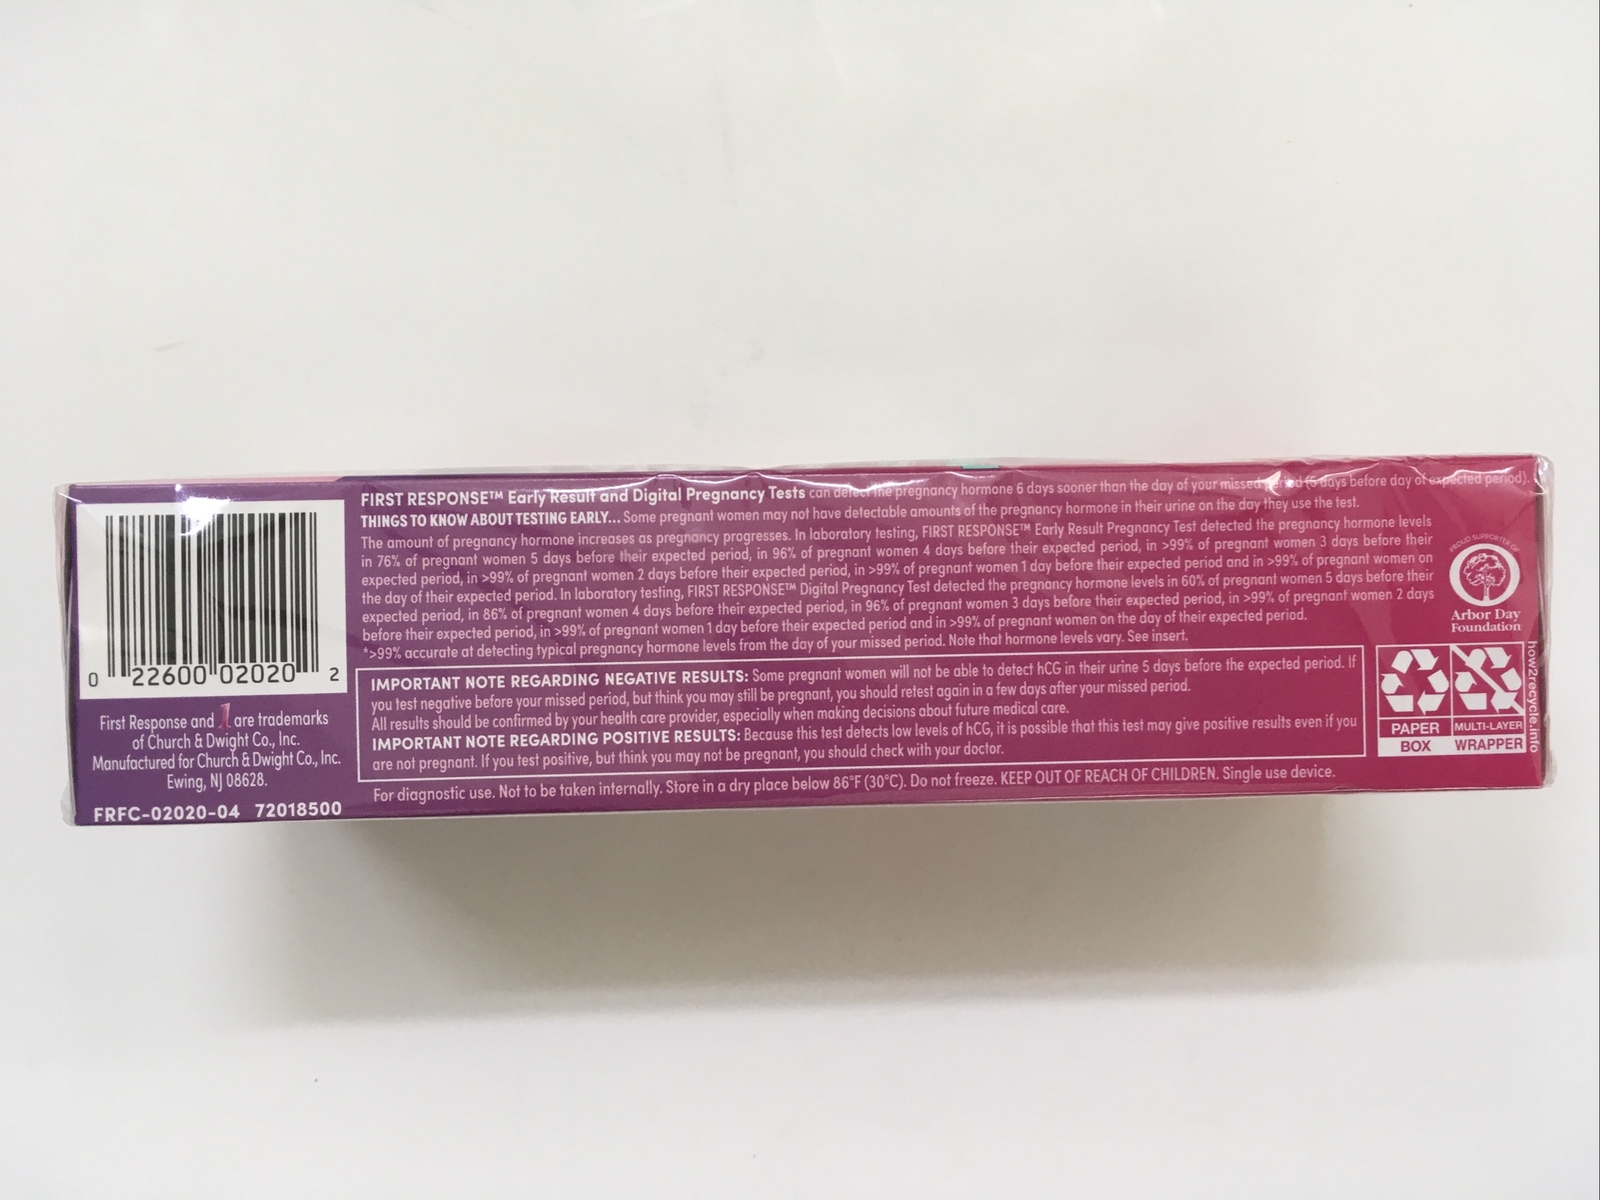 FIRST RESPONSE™ Early Result and Digital Pregnancy Tests can detect the pregnancy hormone 6 days sooner than the day of your missed period (5 days before day of expected period).
THINGS TO KNOW ABOUT TESTING EARLY... Some pregnant women may not have detectable amounts of the pregnancy hormone in their urine on the day they use the test.
The amount of pregnancy hormone increases as pregnancy progresses. In laboratory testing, FIRST RESPONSE™ Early Result Pregnancy Test detected the pregnancy hormone levels
in 76% of pregnant women 5 days before their expected period, in 96% of pregnant women 4 days before their expected period, in >99% of pregnant women 3 days before their
expected period, in >99% of pregnant women 2 days before their expected period, in >99% of pregnant women 1 day before their expected period and in >99% of pregnant women on
the day of their expected period. In laboratory testing, FIRST RESPONSE™ Digital Pregnancy Test detected the pregnancy hormone levels in 60% of pregnant women 5 days before their
expected period, in 86% of pregnant women 4 days before their expected period, in 96% of pregnant women 3 days before their expected period, in >99% of pregnant women 2 days
before their expected period, in >99% of pregnant women 1 day before their expected period and in >99% of pregnant women on the day of their expected period.
*>99% accurate at detecting typical pregnancy hormone levels from the day of your missed period. Note that hormone levels vary. See insert.
IMPORTANT NOTE REGARDING NEGATIVE RESULTS: Some pregnant women will not be able to detect hCG in their urine 5 days before the expected period. If
you test negative before your missed period, but think you may still be pregnant, you should retest again in a few days after your missed period.
All results should be confirmed by your health care provider, especially when making decisions about future medical care.
IMPORTANT NOTE REGARDING POSITIVE RESULTS: Because this test detects low levels of hCG, it is possible that this test may give positive results even if you
are not pregnant. If you test positive, but think you may not be pregnant, you should check with your doctor.
For diagnostic use. Not to be taken internally. Store in a dry place below 86°F (30°C). Do not freeze. KEEP OUT OF REACH OF CHILDREN. Single use device.
0 22600 02020 2
First Response and 1 are trademarks
of Church & Dwight Co., Inc.
Manufactured for Church & Dwight Co., Inc.
Ewing, NJ 08628.
FRFC-02020-04 72018500
PROUD SUPPORTER OF
Arbor Day
Foundation
PAPER
BOX
MULTI-LAYER
WRAPPER
how2recycle.info